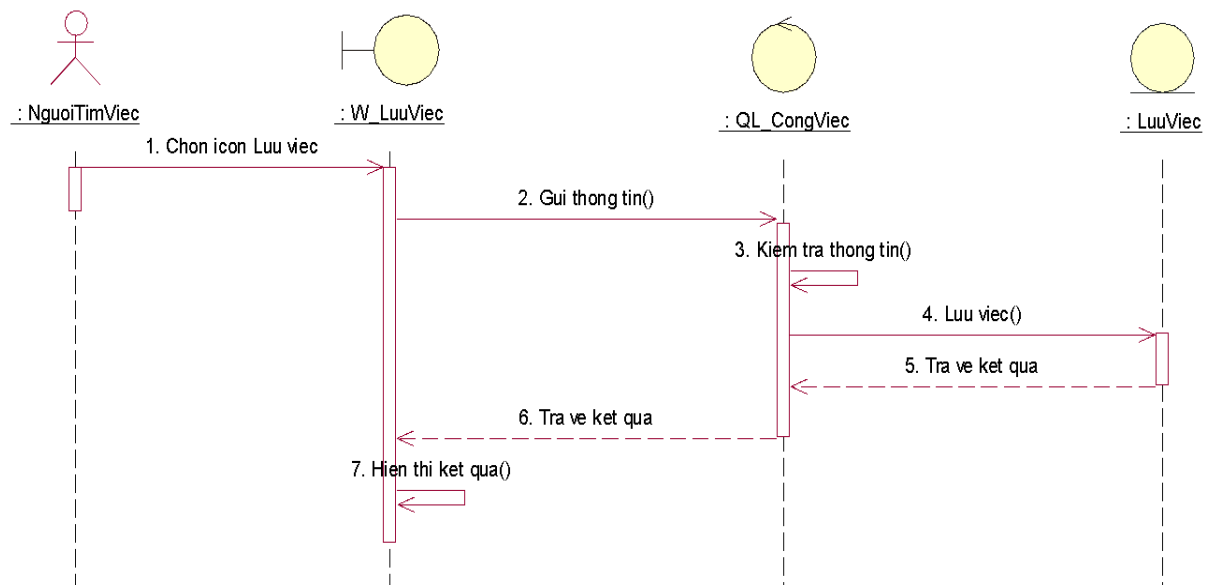 : NguoiTimViec
: W_LuuViec
: QL_CongViec
: LuuViec
1. Chon icon Luu viec
2. Gui thong tin()
3. Kiem tra thong tin()
4. Luu viec()
5. Tra ve ket qua
6. Tra ve ket qua
7. Hien thi ket qua()